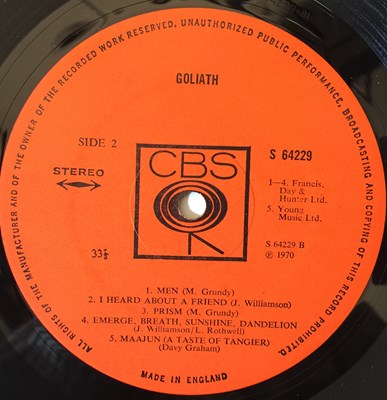 ALL RIGHTS OF THE MANUFACTURER AND OF THE OWNER OF THE RECORDED WORK RESERVED. UNAUTHORIZED PUBLIC PERFORMANCE, BROADCASTING AND COPYING OF THIS RECORD PROHIBITED.
GOLIATH
SIDE 2
CBS
S 64229
STEREO
1—4. Francis,
Day &
Hunter Ltd.
5. Young
Music Ltd.
33⅓
S 64229 B
℗ 1970
1. MEN (M. Grundy)
2. I HEARD ABOUT A FRIEND (J. Williamson)
3. PRISM (M. Grundy)
4. EMERGE, BREATH, SUNSHINE, DANDELION
(J. Williamson/L. Rothwell)
5. MAAJUN (A TASTE OF TANGIER)
(Davy Graham)
MADE IN ENGLAND